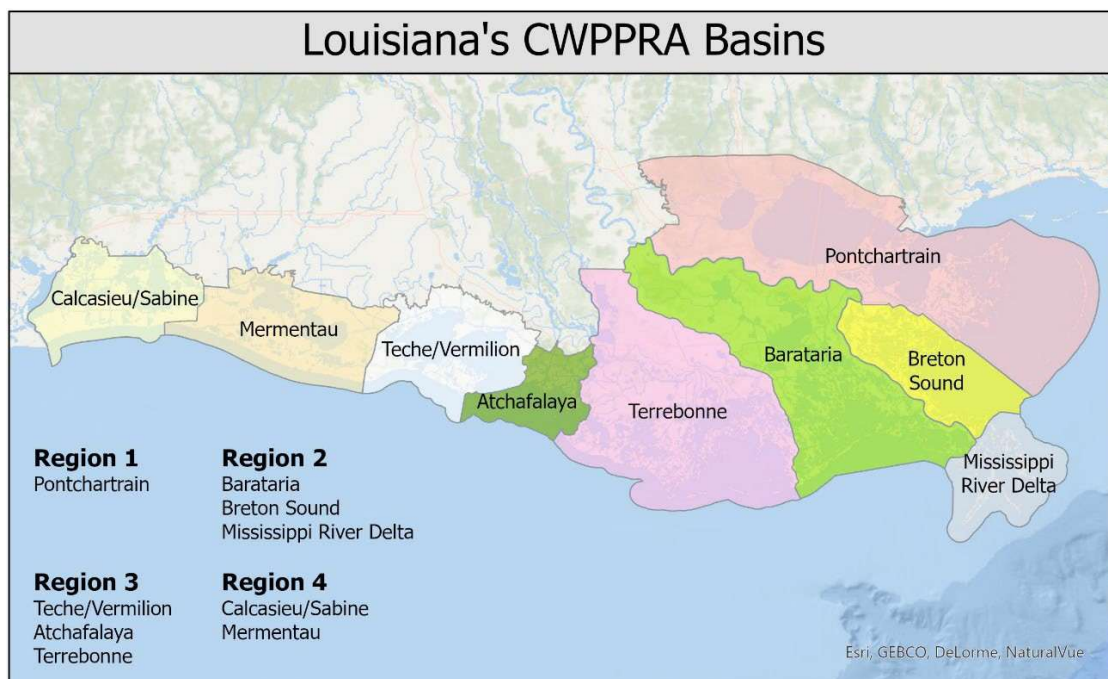 Louisiana's CWPPRA Basins
Pontchartrain
Calcasieu/Sabine
Mermentau
Teche/Vermilion
Atchafalaya
Terrebonne
Barataria
Breton
Sound
Mississippi
River Delta
Region 1
Pontchartrain
Region 2
Barataria
Breton Sound
Mississippi River Delta
Region 3
Teche/Vermilion
Atchafalaya
Terrebonne
Region 4
Calcasieu/Sabine
Mermentau
Esri, GEBCO, DeLorme, NaturalVue